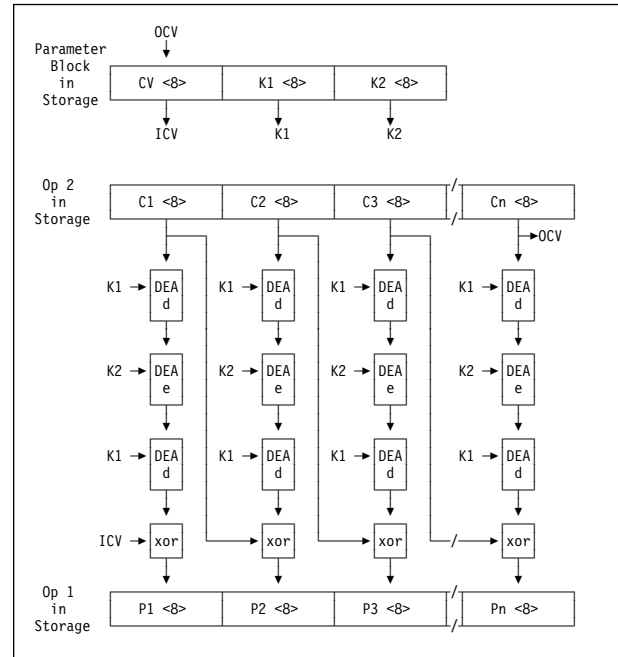 OCV
Parameter
Block
in
Storage
CV <8> K1 <8> K2 <8>
ICV K1 K2
Op 2
in
Storage
C1 <8> C2 <8> C3 <8> / / Cn <8>
OCV
K1 DEA d K1 DEA d K1 DEA d K1 DEA d
K2 DEA e K2 DEA e K2 DEA e K2 DEA e
K1 DEA d K1 DEA d K1 DEA d K1 DEA d
ICV xor xor xor / xor
Op 1
in
Storage
P1 <8> P2 <8> P3 <8> / / Pn <8>